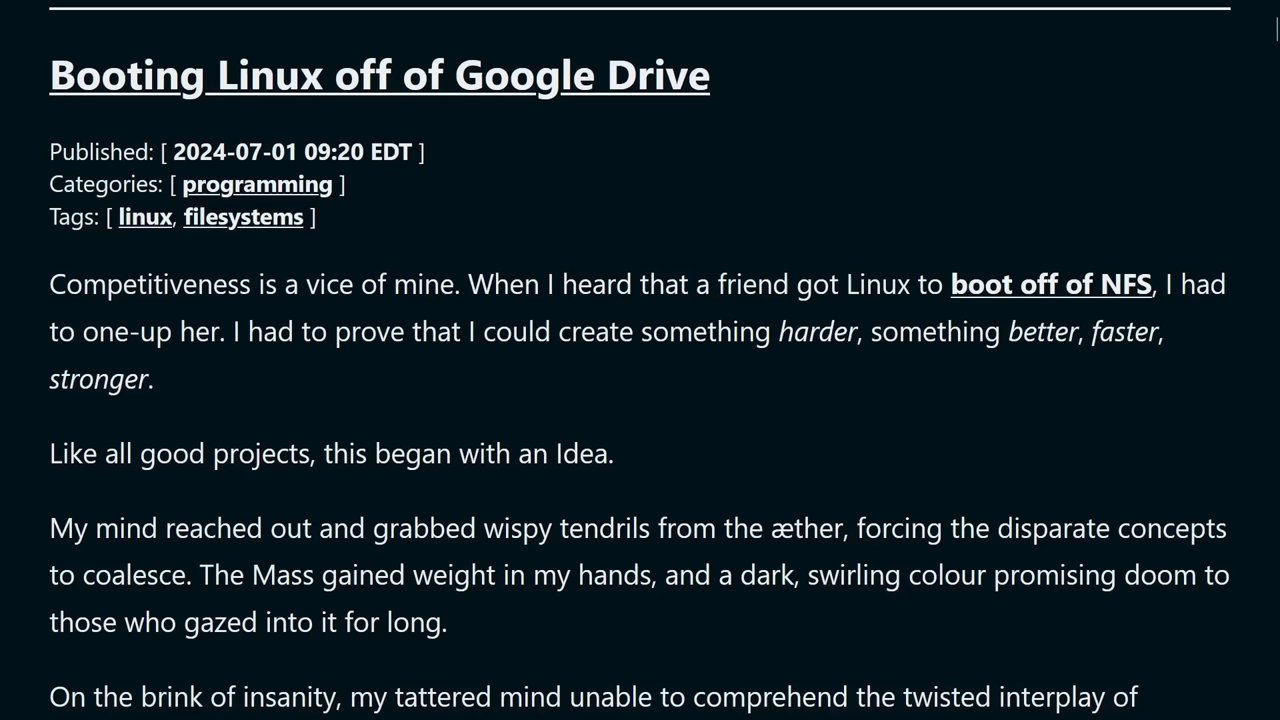 Booting Linux off of Google Drive
Published: [ 2024-07-01 09:20 EDT ]
Categories: [ programming ]
Tags: [ linux, filesystems ]
Competitiveness is a vice of mine. When I heard that a friend got Linux to boot off of NFS, I had
to one-up her. I had to prove that I could create something harder, something better, faster,
stronger.
Like all good projects, this began with an Idea.
My mind reached out and grabbed wispy tendrils from the æther, forcing the disparate concepts
to coalesce. The Mass gained weight in my hands, and a dark, swirling colour promising doom to
those who gazed into it for long.
On the brink of insanity, my tattered mind unable to comprehend the twisted interplay of